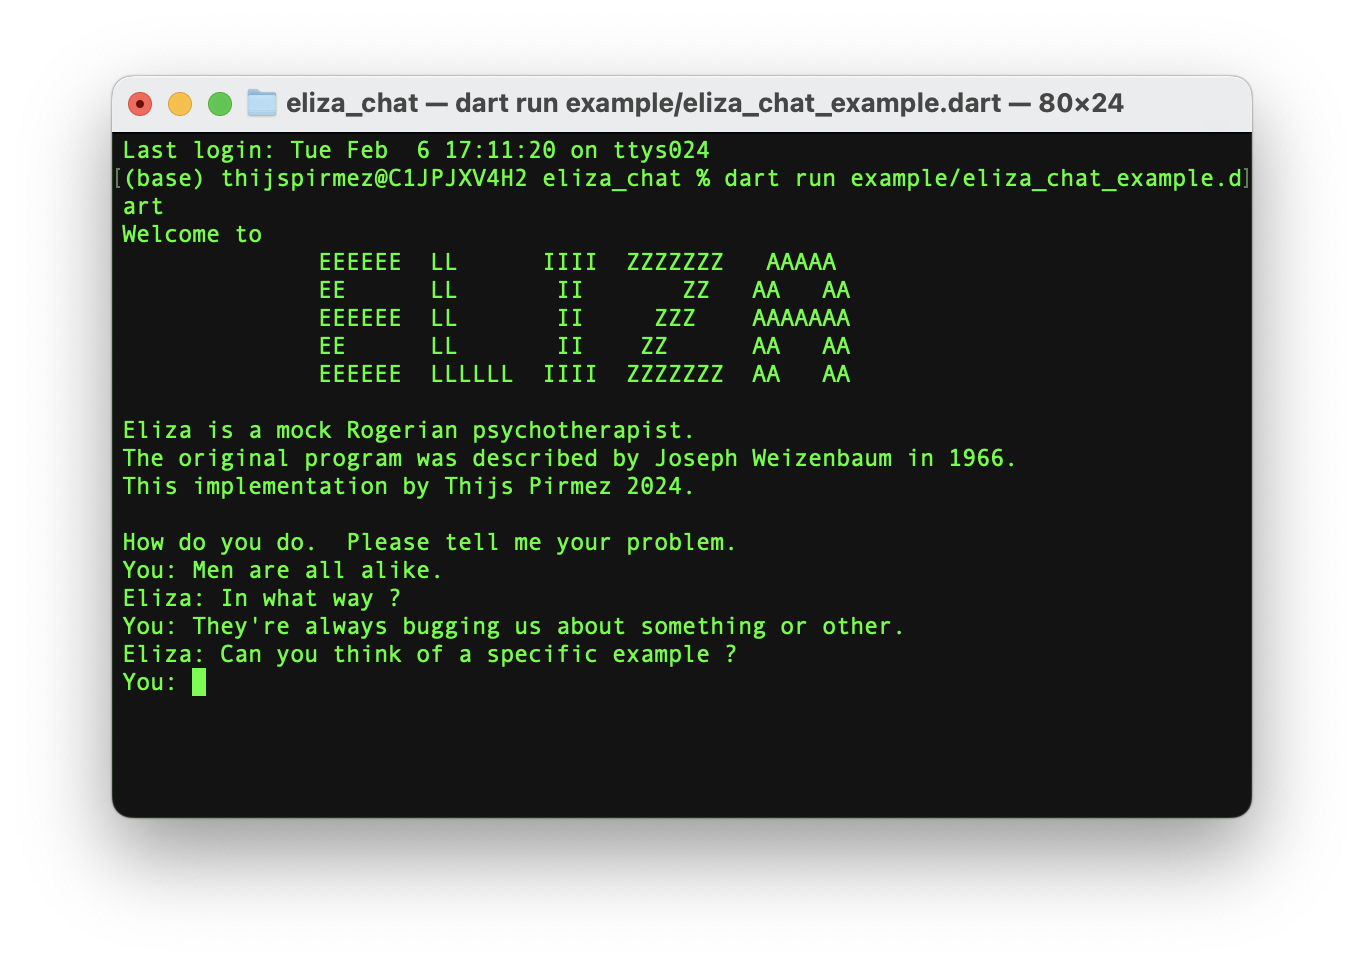 eliza_chat — dart run example/eliza_chat_example.dart — 80×24
Last login: Tue Feb  6 17:11:20 on ttys024
[(base) thijspirmez@C1JPJXV4H2 eliza_chat % dart run example/eliza_chat_example.d]
art
Welcome to
              EEEEEE  LL      IIII  ZZZZZZZ   AAAAA
              EE      LL       II       ZZ   AA   AA
              EEEEEE  LL       II     ZZZ    AAAAAAA
              EE      LL       II    ZZ      AA   AA
              EEEEEE  LLLLLL  IIII  ZZZZZZZ  AA   AA
Eliza is a mock Rogerian psychotherapist.
The original program was described by Joseph Weizenbaum in 1966.
This implementation by Thijs Pirmez 2024.
How do you do.  Please tell me your problem.
You: Men are all alike.
Eliza: In what way ?
You: They're always bugging us about something or other.
Eliza: Can you think of a specific example ?
You: